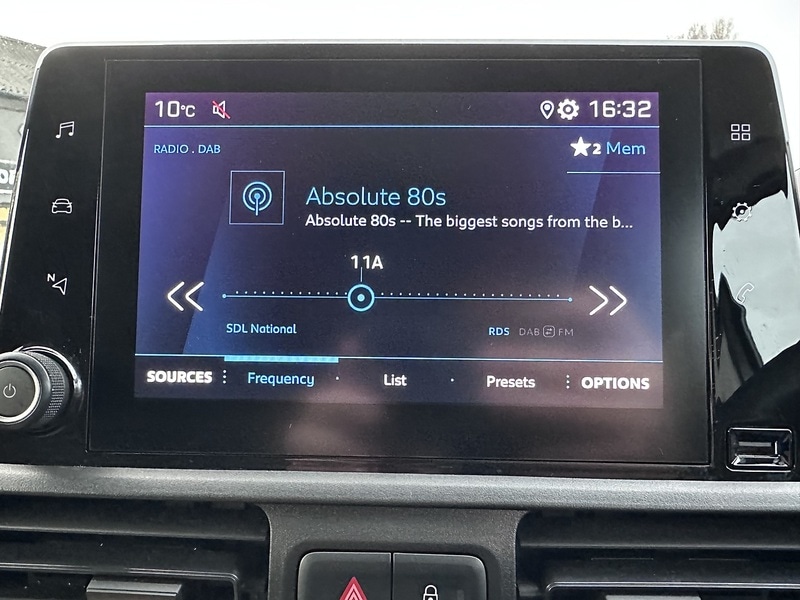 10°C
16:32
RADIO . DAB
★2 Mem
Absolute 80s
Absolute 80s -- The biggest songs from the b...
11A
SDL National
RDS DAB FM
SOURCES Frequency List Presets OPTIONS
N